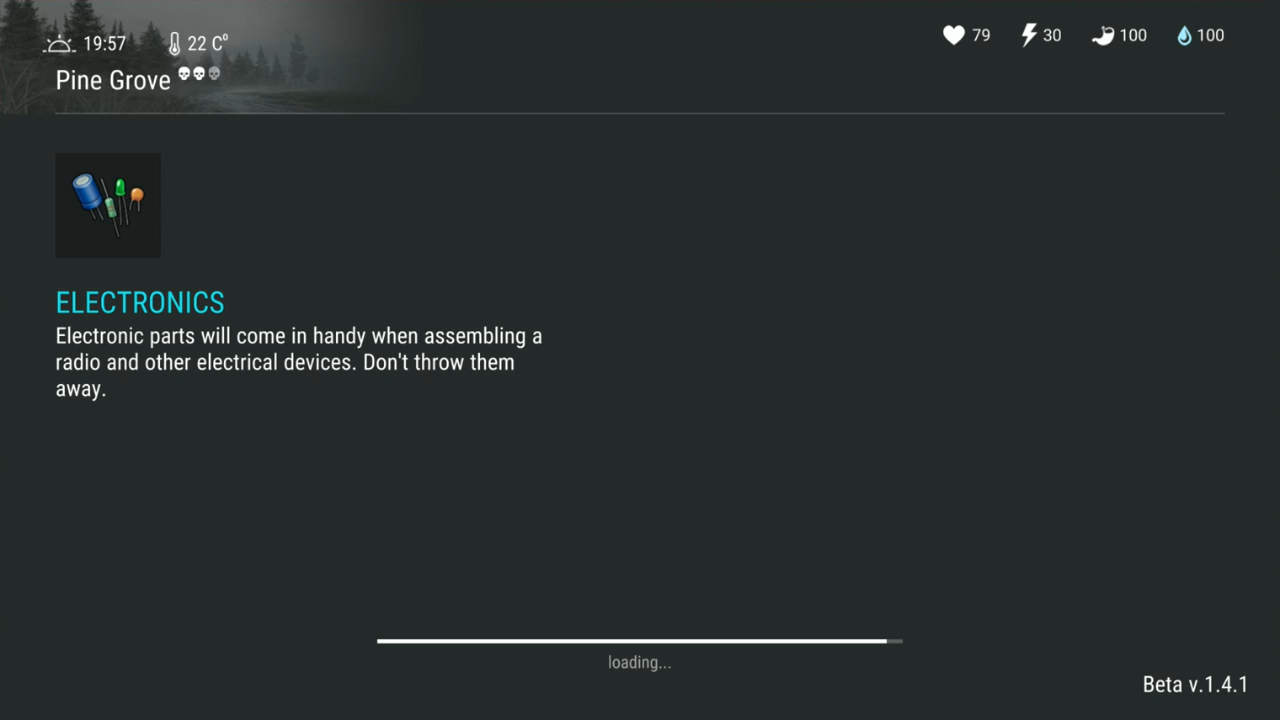 19:57 22 C⁰
79 30 100 100
Pine Grove
ELECTRONICS
Electronic parts will come in handy when assembling a
radio and other electrical devices. Don't throw them
away.
loading...
Beta v.1.4.1